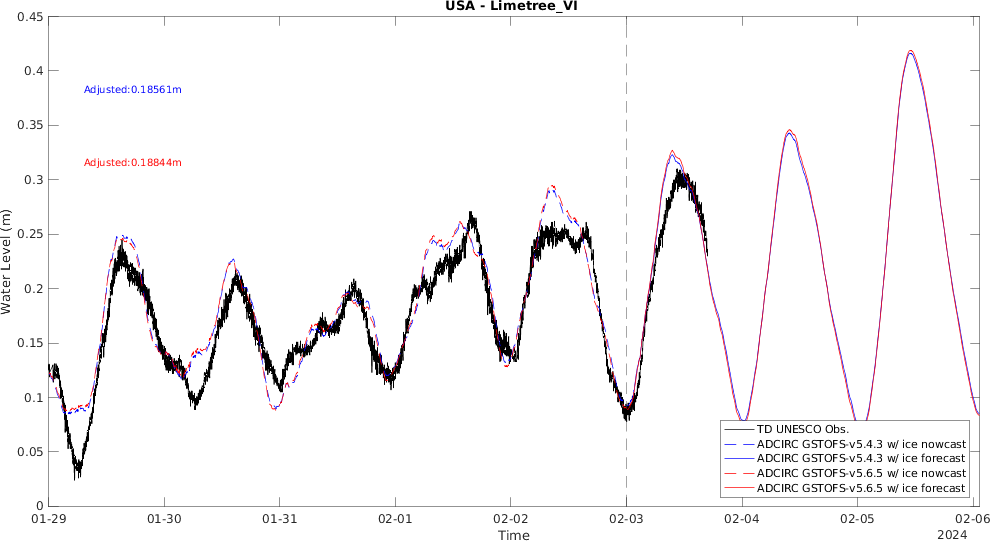 USA - Limetree_VI
0.45
0.4
0.35
0.3
0.25
0.2
0.15
0.1
0.05
0
Water Level (m)
Adjusted:0.18561m
Adjusted:0.18844m
TD UNESCO Obs.
ADCIRC GSTOFS-v5.4.3 w/ ice nowcast
ADCIRC GSTOFS-v5.4.3 w/ ice forecast
ADCIRC GSTOFS-v5.6.5 w/ ice nowcast
ADCIRC GSTOFS-v5.6.5 w/ ice forecast
01-29 01-30 01-31 02-01 02-02 02-03 02-04 02-05 02-06
Time
2024